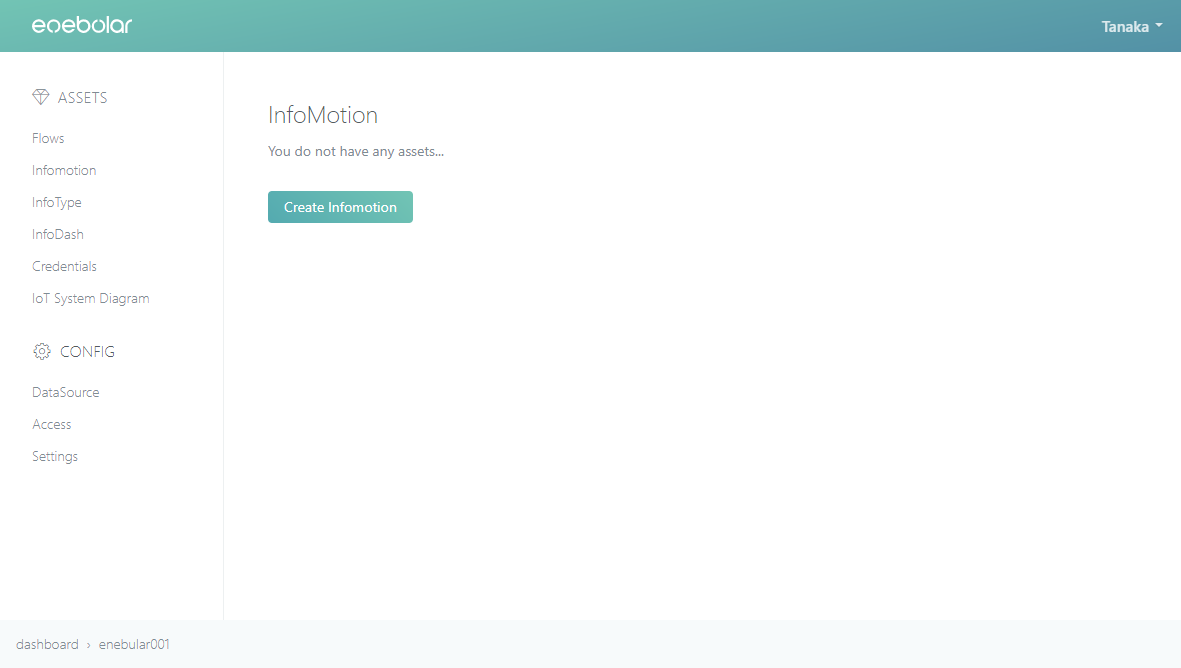 enebular
Tanaka
ASSETS
Flows
Infomotion
InfoType
InfoDash
Credentials
IoT System Diagram
CONFIG
DataSource
Access
Settings
InfoMotion
You do not have any assets...
Create Infomotion
dashboard › enebular001